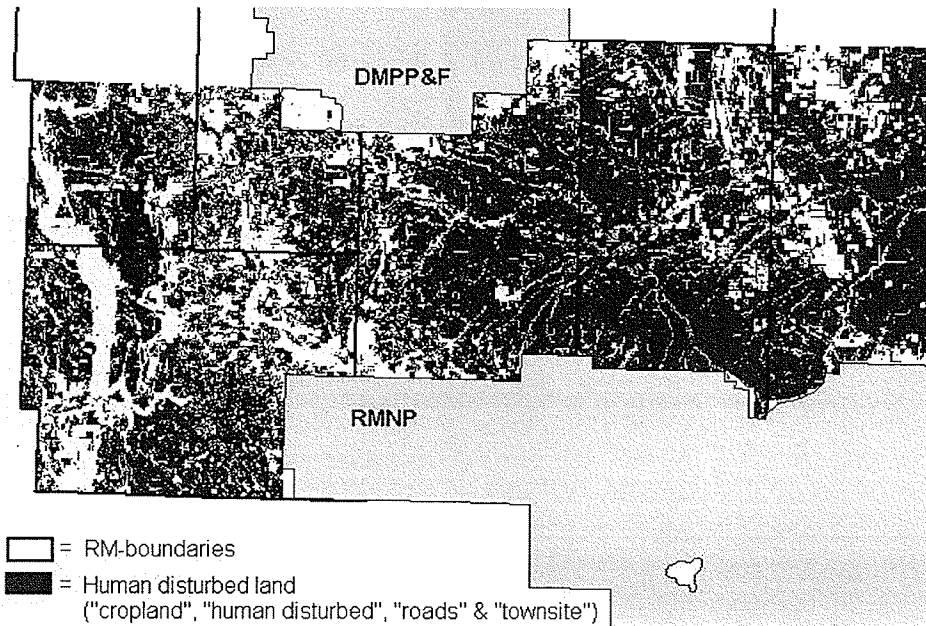 DMPP&F
RMNP
= RM-boundaries
= Human disturbed land
("cropland", "human disturbed", "roads" & "townsite")